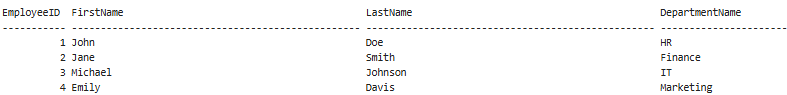 EmployeeID FirstName LastName DepartmentName
----------- -------------------------------------------------- -------------------------------------------------- ---------------------
1 John Doe HR
2 Jane Smith Finance
3 Michael Johnson IT
4 Emily Davis Marketing